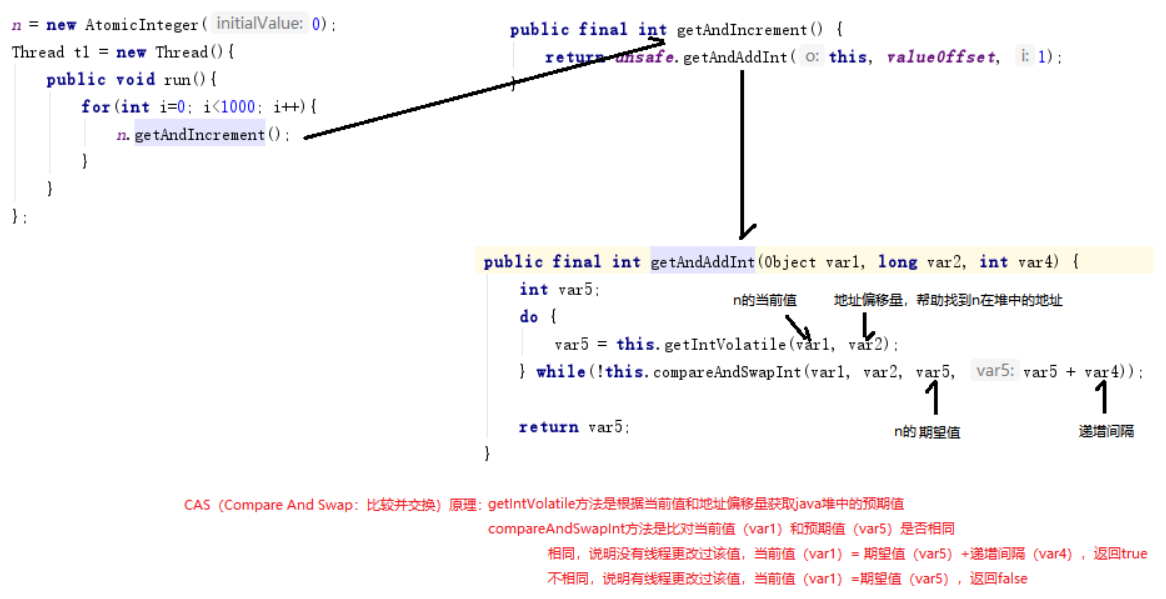 n = new AtomicInteger( initialValue: 0);
Thread t1 = new Thread(){
public void run(){
for(int i=0; i<1000; i++){
n.getAndIncrement();
}
}
};
public final int getAndIncrement() {
return unsafe.getAndAddInt( o: this, valueOffset, i: 1);
}
public final int getAndAddInt(Object var1, long var2, int var4) {
int var5;
n的当前值 地址偏移量，帮助找到n在堆中的地址
do {
var5 = this.getIntVolatile(var1, var2);
} while(!this.compareAndSwapInt(var1, var2, var5, var5: var5 + var4));
return var5;
n的期望值 递增间隔
}
CAS（Compare And Swap：比较并交换）原理：getIntVolatile方法是根据当前值和地址偏移量获取java堆中的预期值
compareAndSwapInt方法是比对当前值（var1）和预期值（var5）是否相同
相同，说明没有线程更改过该值，当前值（var1）= 期望值（var5）+递增间隔（var4），返回true
不相同，说明有线程更改过该值，当前值（var1）=期望值（var5），返回false